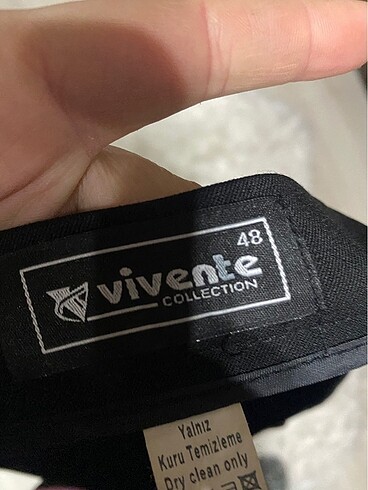 48
vivente
COLLECTION
Yalnız
Kuru Temizleme
Dry clean only